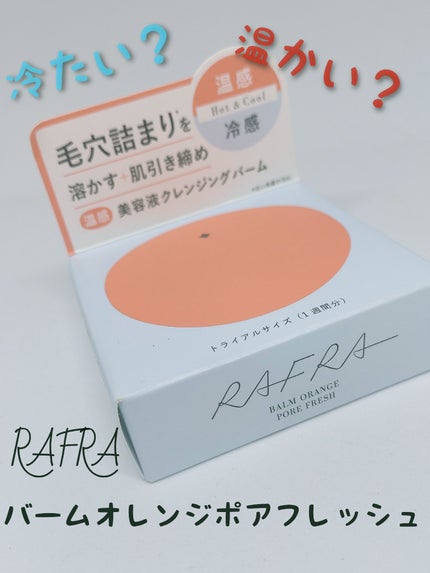 冷たい？
温かい？
温感
Hot & Cool
冷感
毛穴詰まり*を
溶かす+肌引き締め
温感 美容液クレンジングバーム
トライアルサイズ（1週間分）
RAFRA
BALM ORANGE
PORE FRESH
RAFRA
バームオレンジポアフレッシュ